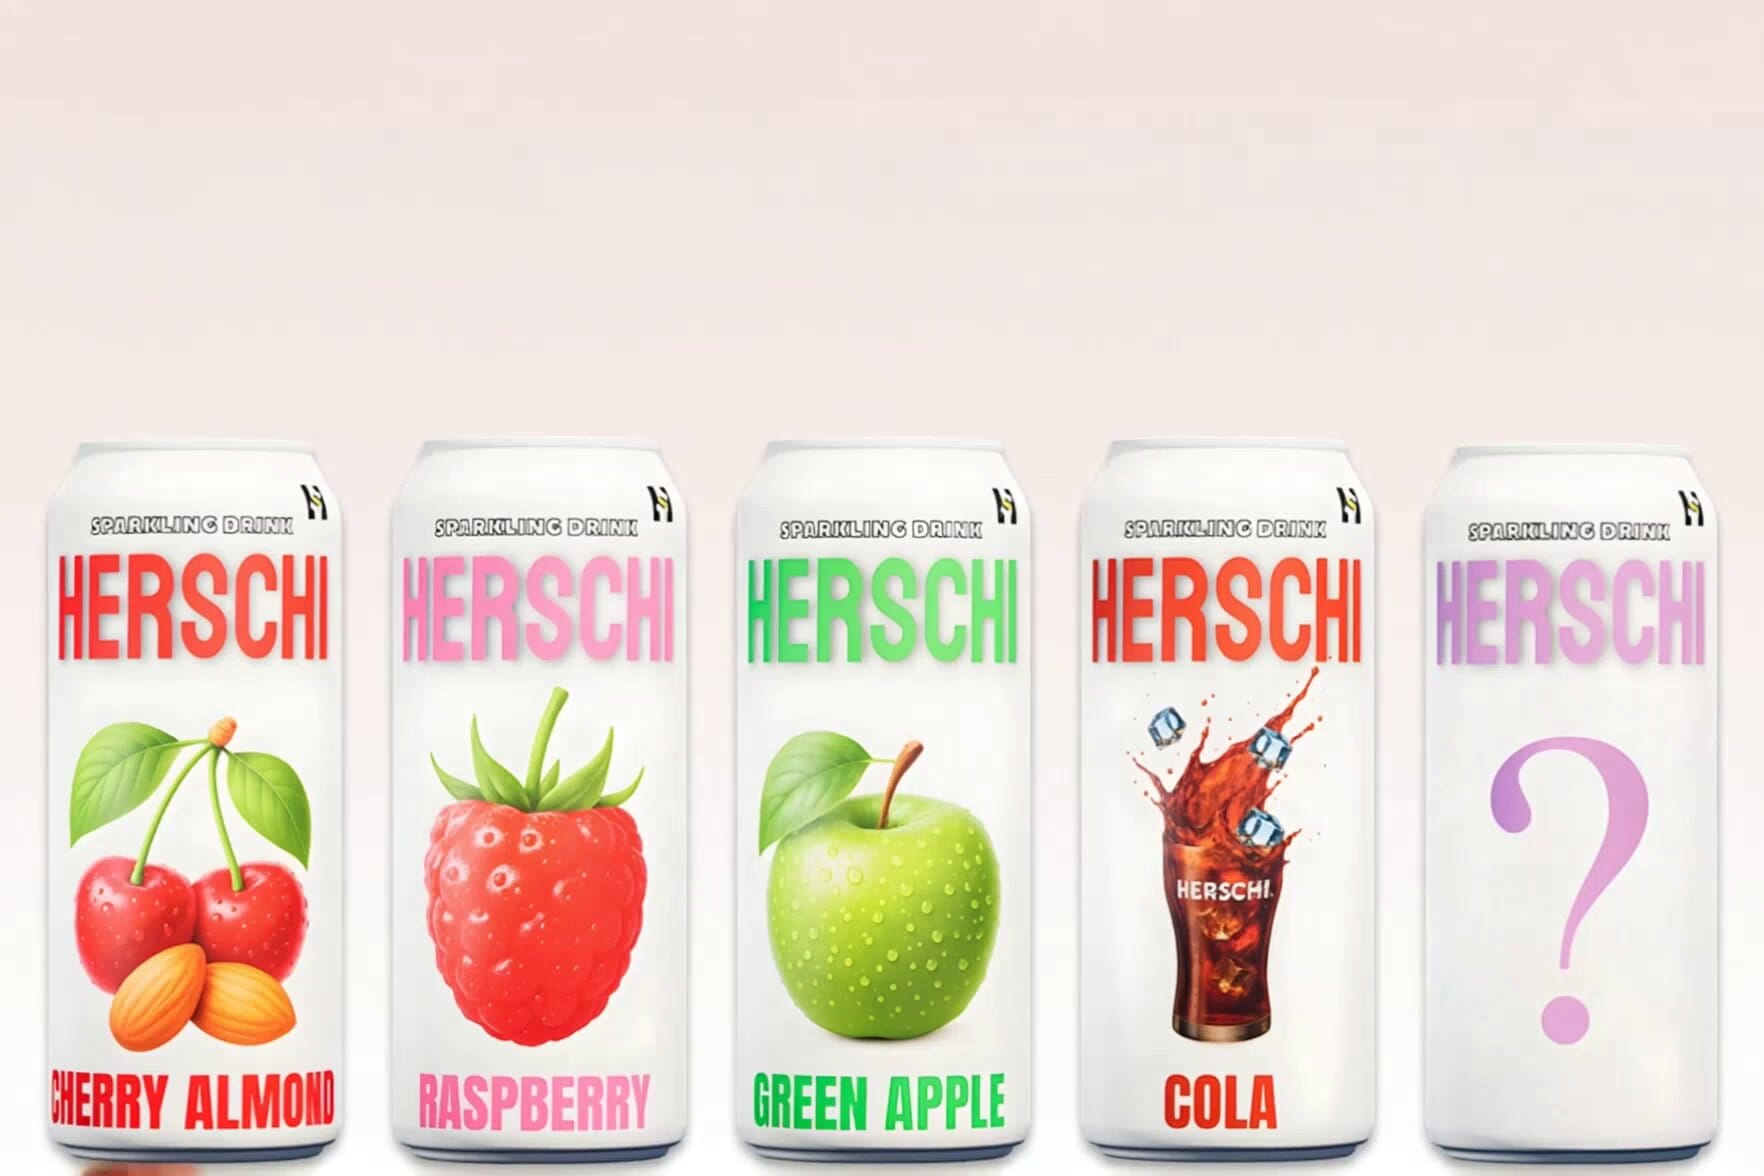 SPARKLING DRINK
HERSCHI
CHERRY ALMOND
SPARKLING DRINK
HERSCHI
RASPBERRY
SPARKLING DRINK
HERSCHI
GREEN APPLE
SPARKLING DRINK
HERSCHI
HERSCHI
COLA
SPARKLING DRINK
HERSCHI
?